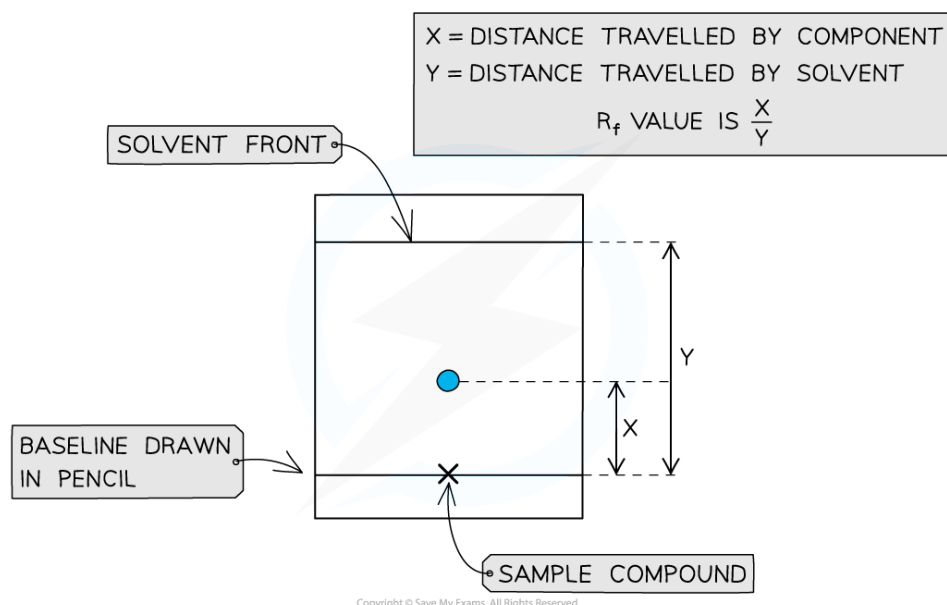 X = DISTANCE TRAVELLED BY COMPONENT
Y = DISTANCE TRAVELLED BY SOLVENT
Rf VALUE IS X/Y
SOLVENT FRONT
Y
X
BASELINE DRAWN
IN PENCIL
SAMPLE COMPOUND
Copyright © Save My Exams. All Rights Reserved